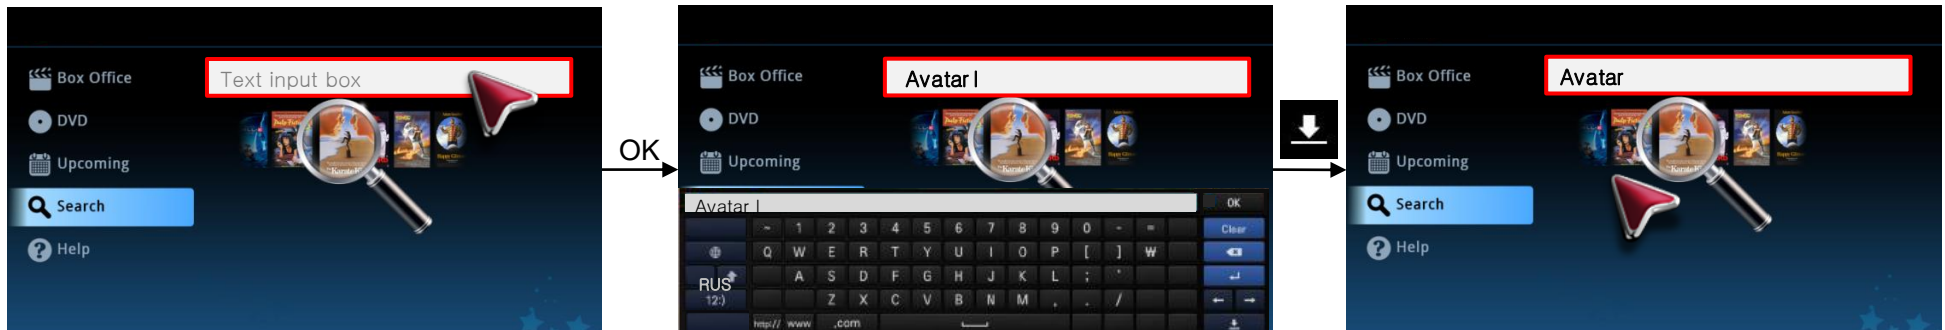 Box Office
Text input box
DVD
Upcoming
Search
Help
OK
Box Office
Avatar l
DVD
Upcoming
Avatar l
OK
~ 1 2 3 4 5 6 7 8 9 0 - = Clear
Q W E R T Y U I O P [ ] ₩
RUS A S D F G H J K L ; '
12:) Z X C V B N M , . /
http:// www .com
Box Office
Avatar
DVD
Upcoming
Search
Help